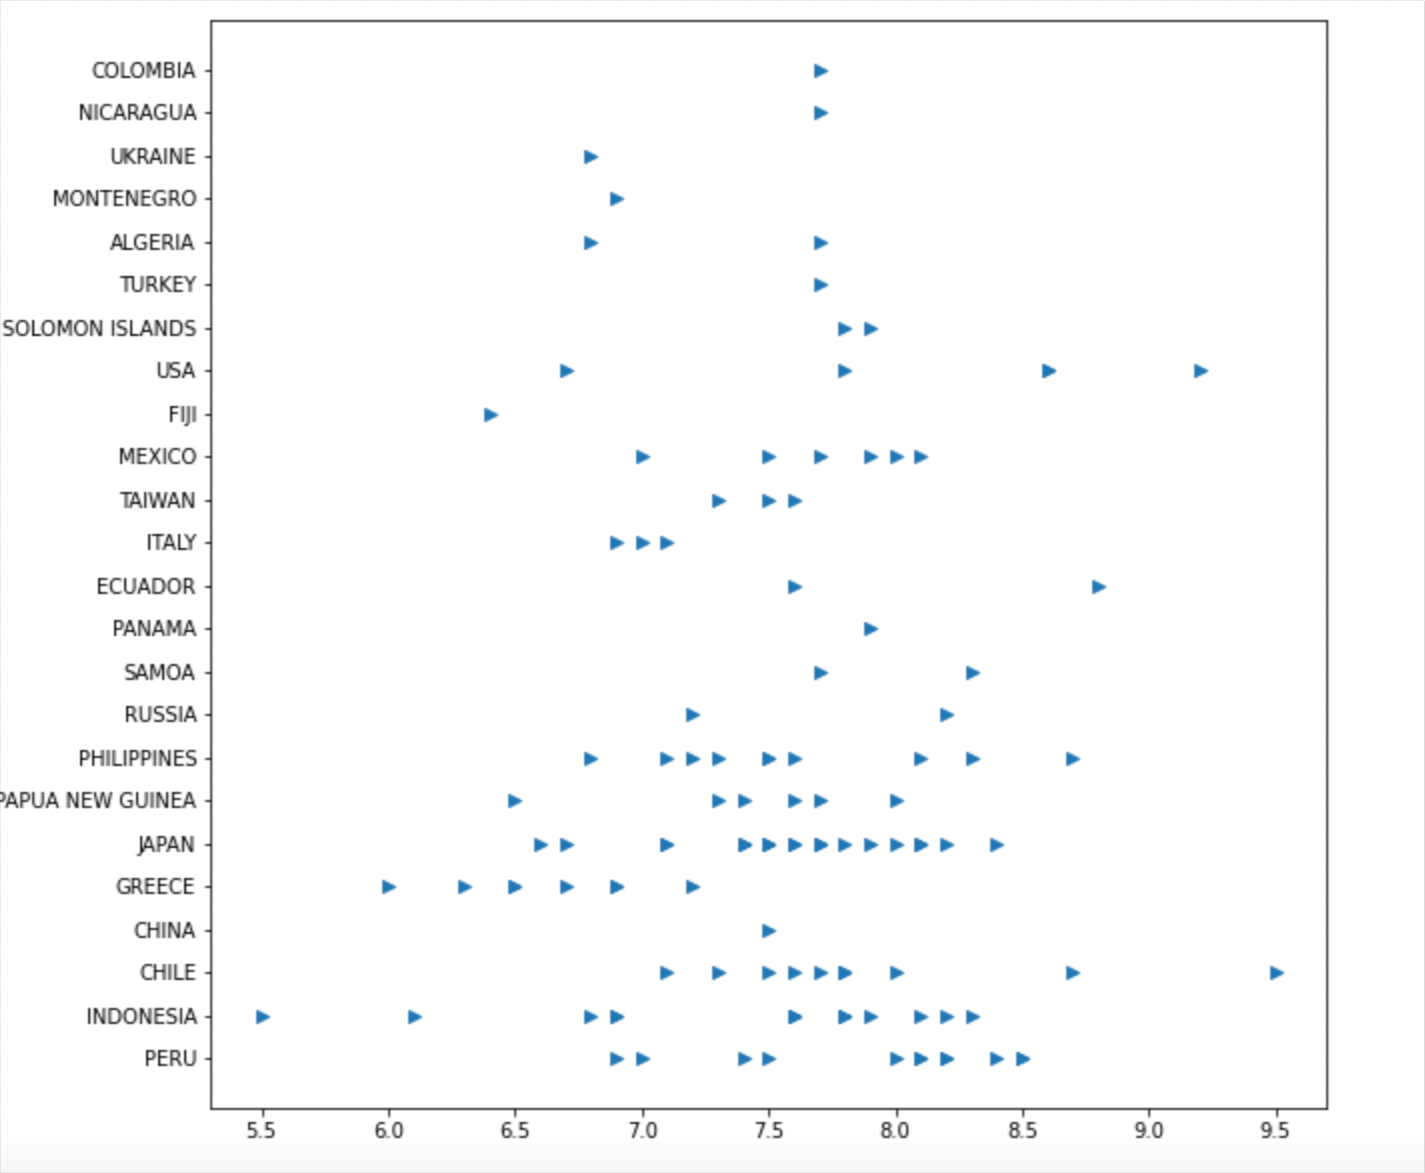 COLOMBIA
NICARAGUA
UKRAINE
MONTENEGRO
ALGERIA
TURKEY
SOLOMON ISLANDS
USA
FIJI
MEXICO
TAIWAN
ITALY
ECUADOR
PANAMA
SAMOA
RUSSIA
PHILIPPINES
PAPUA NEW GUINEA
JAPAN
GREECE
CHINA
CHILE
INDONESIA
PERU
5.5 6.0 6.5 7.0 7.5 8.0 8.5 9.0 9.5